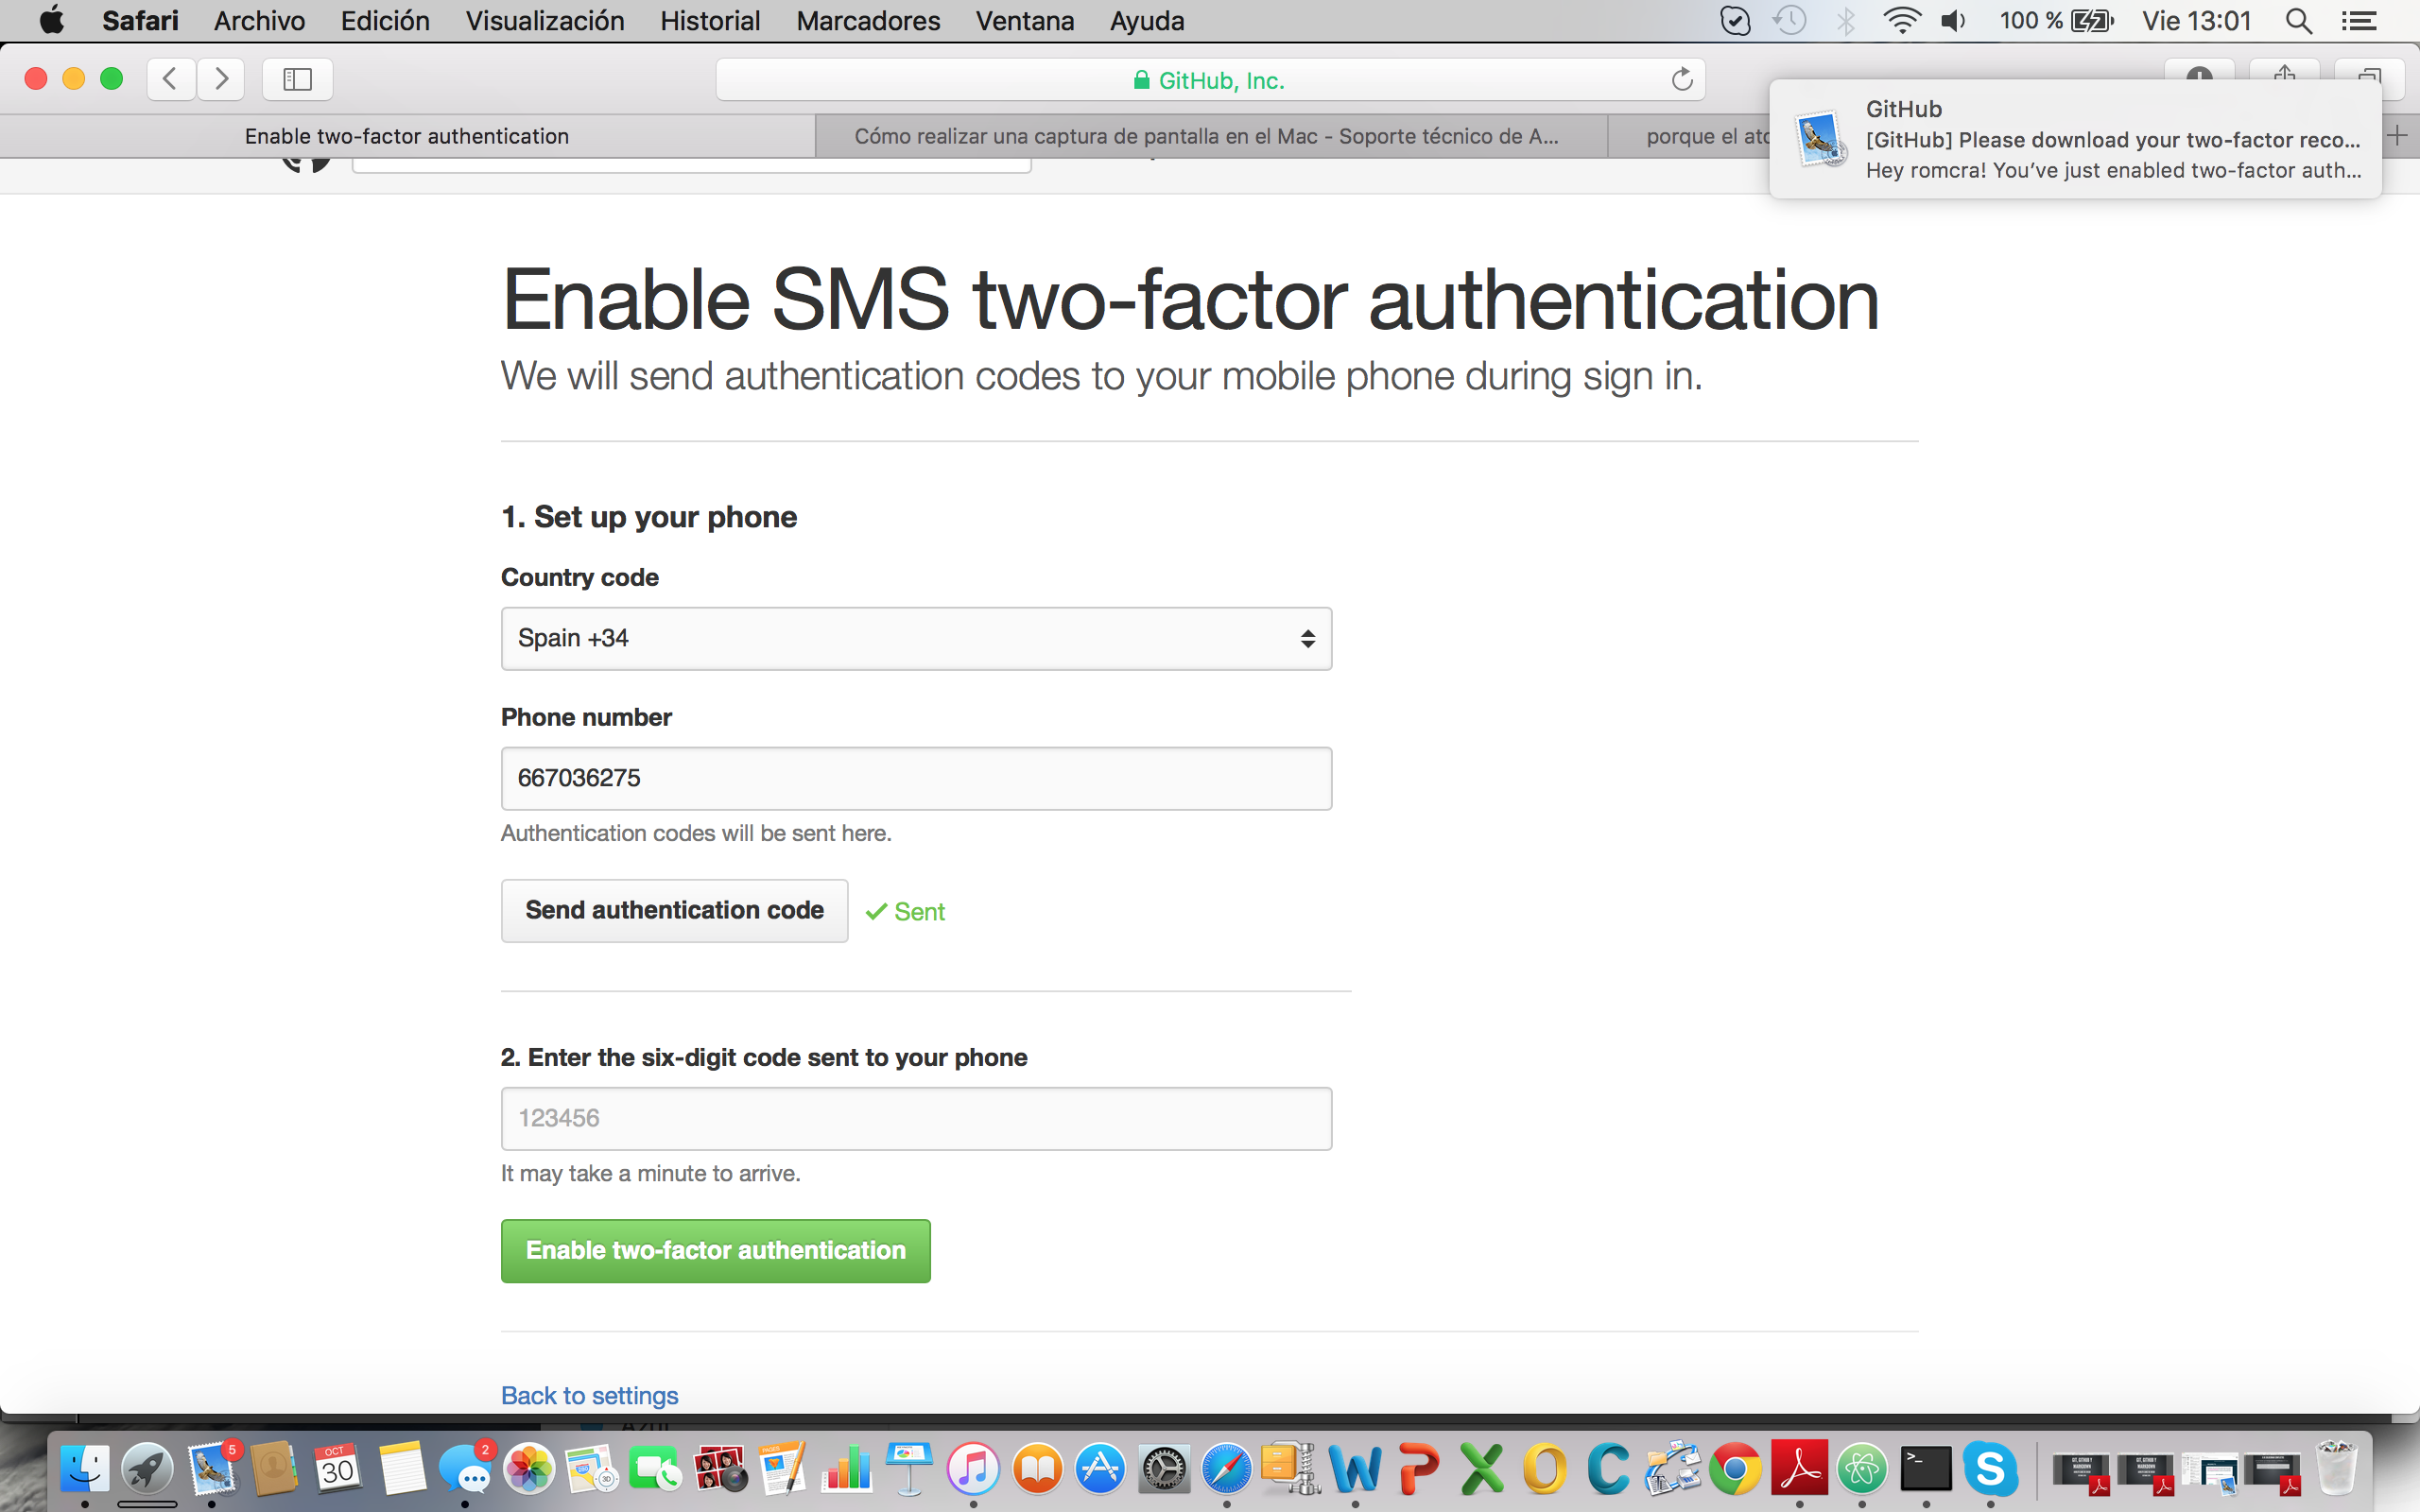 Safari Archivo Edición Visualización Historial Marcadores Ventana Ayuda 100 % Vie 13:01
GitHub, Inc.
Enable two-factor authentication
Cómo realizar una captura de pantalla en el Mac - Soporte técnico de A...
porque el ato
GitHub
[GitHub] Please download your two-factor reco...
Hey romcra! You've just enabled two-factor auth...
Enable SMS two-factor authentication
We will send authentication codes to your mobile phone during sign in.
1. Set up your phone
Country code
Spain +34
Phone number
667036275
Authentication codes will be sent here.
Send authentication code
Sent
2. Enter the six-digit code sent to your phone
123456
It may take a minute to arrive.
Enable two-factor authentication
Back to settings
5
OCT
30
2
3D
PAGES